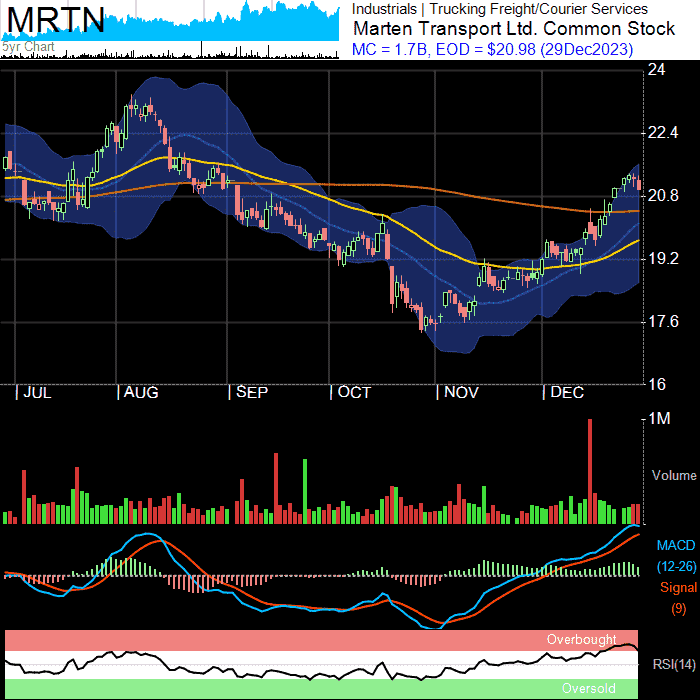 MRTN
5yr Chart
Industrials | Trucking Freight/Courier Services
Marten Transport Ltd. Common Stock
MC = 1.7B, EOD = $20.98 (29Dec2023)
24
22.4
20.8
19.2
17.6
16
JUL AUG SEP OCT NOV DEC
1M
Volume
MACD
(12-26)
Signal
(9)
Overbought
RSI(14)
Oversold